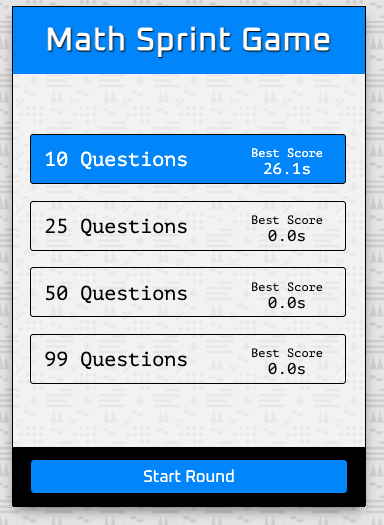 Math Sprint Game
10 Questions
Best Score
26.1s
25 Questions
Best Score
0.0s
50 Questions
Best Score
0.0s
99 Questions
Best Score
0.0s
Start Round